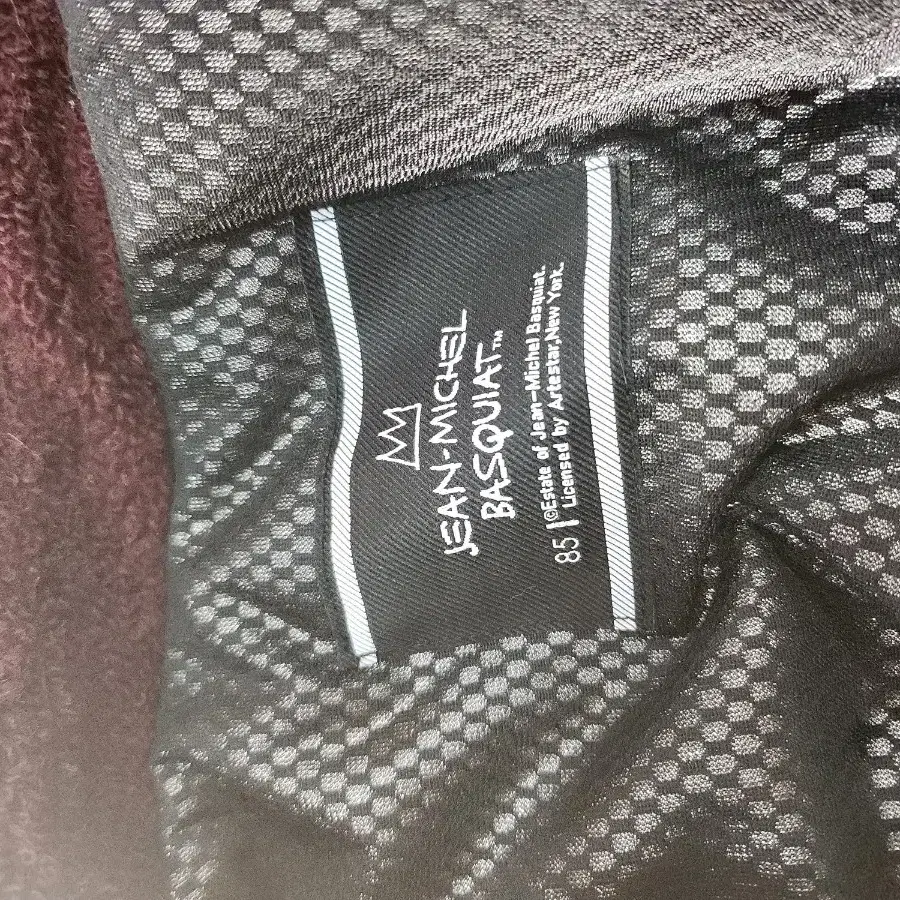 JEAN-MICHEL
BASQUIAT™
85 | ©Estate of Jean-Michel Basquiat.
Licensed by Artestar,New York.